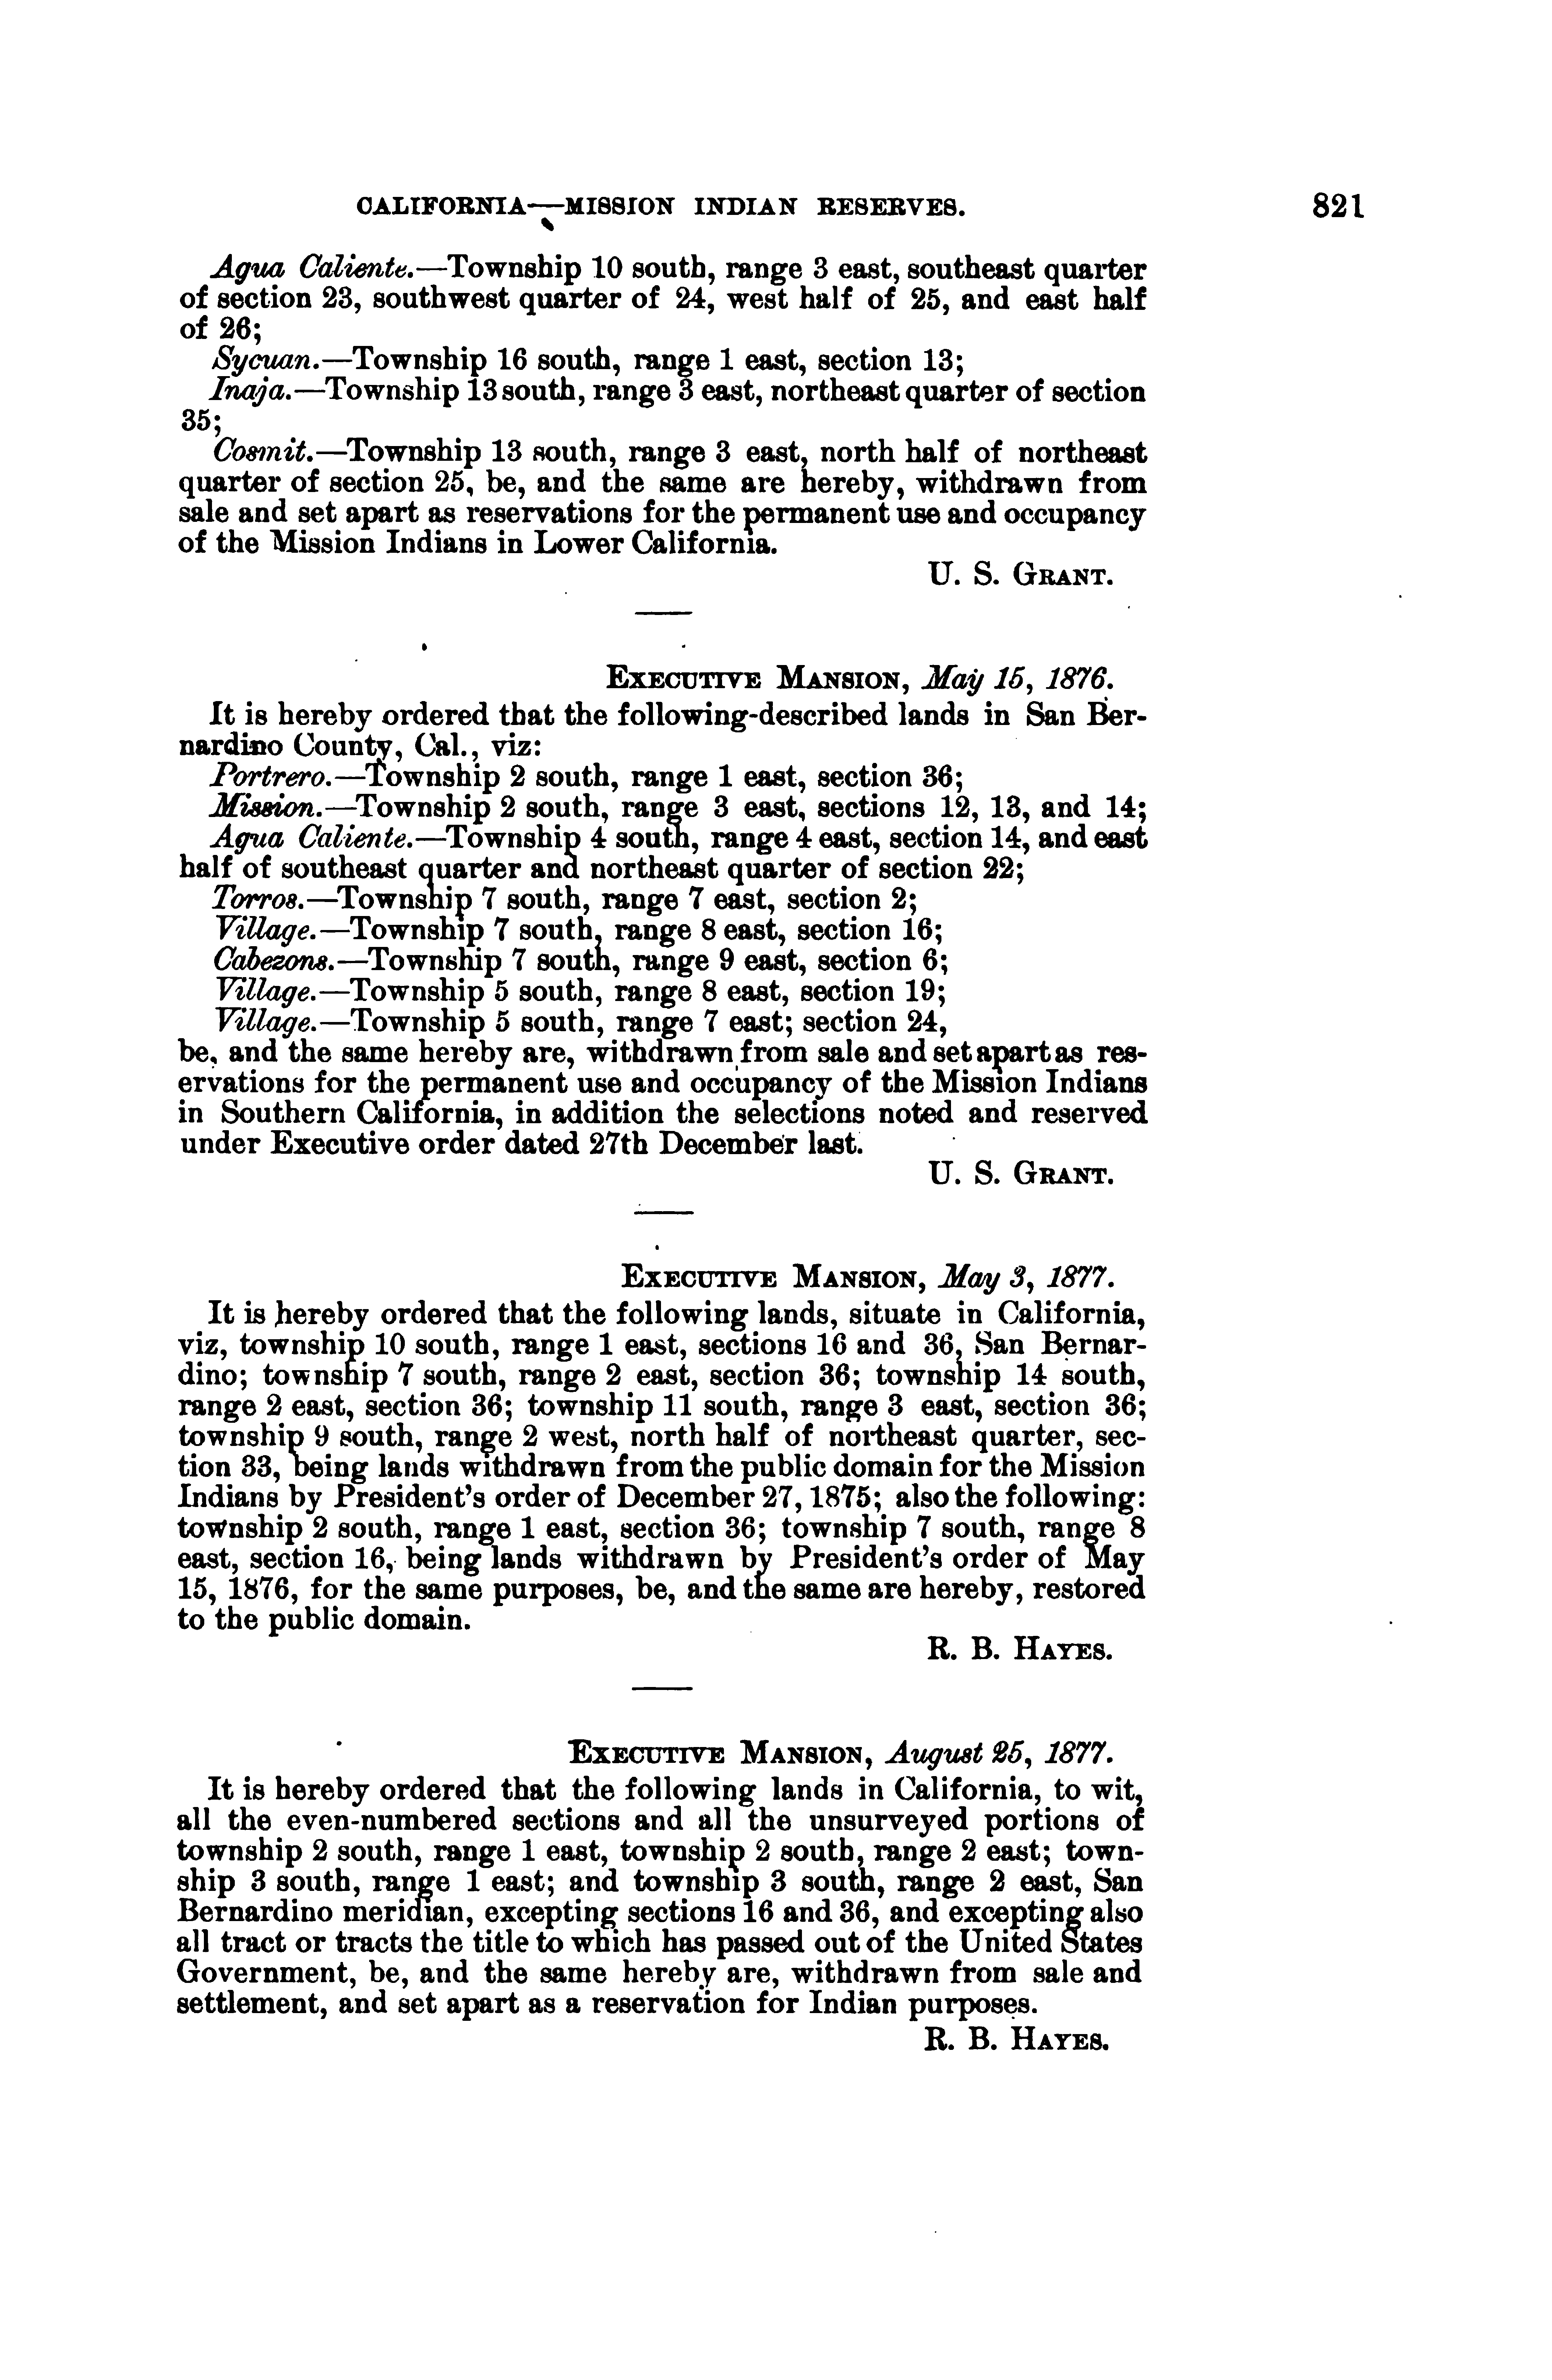 CALIFORNIA—MISSION INDIAN RESERVES. 821
Agua Caliente.—Township 10 south, range 3 east, southeast quarter
of section 23, southwest quarter of 24, west half of 25, and east half
of 26;
Sycuan.—Township 16 south, range 1 east, section 13;
Inaja.—Township 13 south, range 3 east, northeast quarter of section
35;
Cosmit.—Township 13 south, range 3 east, north half of northeast
quarter of section 25, be, and the same are hereby, withdrawn from
sale and set apart as reservations for the permanent use and occupancy
of the Mission Indians in Lower California.
U. S. GRANT.
EXECUTIVE MANSION, May 15, 1876.
It is hereby ordered that the following-described lands in San Ber-
nardino County, Cal., viz:
Portrero.—Township 2 south, range 1 east, section 36;
Mission.—Township 2 south, range 3 east, sections 12, 13, and 14;
Agua Caliente.—Township 4 south, range 4 east, section 14, and east
half of southeast quarter and northeast quarter of section 22;
Torros.—Township 7 south, range 7 east, section 2;
Village.—Township 7 south, range 8 east, section 16;
Cabezons.—Township 7 south, range 9 east, section 6;
Village.—Township 5 south, range 8 east, section 19;
Village.—Township 5 south, range 7 east; section 24,
be, and the same hereby are, withdrawn from sale and set apart as res-
ervations for the permanent use and occupancy of the Mission Indians
in Southern California, in addition the selections noted and reserved
under Executive order dated 27th December last.
U. S. GRANT.
EXECUTIVE MANSION, May 3, 1877.
It is hereby ordered that the following lands, situate in California,
viz, township 10 south, range 1 east, sections 16 and 36, San Bernar-
dino; township 7 south, range 2 east, section 36; township 14 south,
range 2 east, section 36; township 11 south, range 3 east, section 36;
township 9 south, range 2 west, north half of northeast quarter, sec-
tion 33, being lands withdrawn from the public domain for the Mission
Indians by President's order of December 27, 1875; also the following:
township 2 south, range 1 east, section 36; township 7 south, range 8
east, section 16, being lands withdrawn by President's order of May
15, 1876, for the same purposes, be, and the same are hereby, restored
to the public domain.
R. B. HAYES.
EXECUTIVE MANSION, August 25, 1877.
It is hereby ordered that the following lands in California, to wit,
all the even-numbered sections and all the unsurveyed portions of
township 2 south, range 1 east, township 2 south, range 2 east; town-
ship 3 south, range 1 east; and township 3 south, range 2 east, San
Bernardino meridian, excepting sections 16 and 36, and excepting also
all tract or tracts the title to which has passed out of the United States
Government, be, and the same hereby are, withdrawn from sale and
settlement, and set apart as a reservation for Indian purposes.
R. B. HAYES.